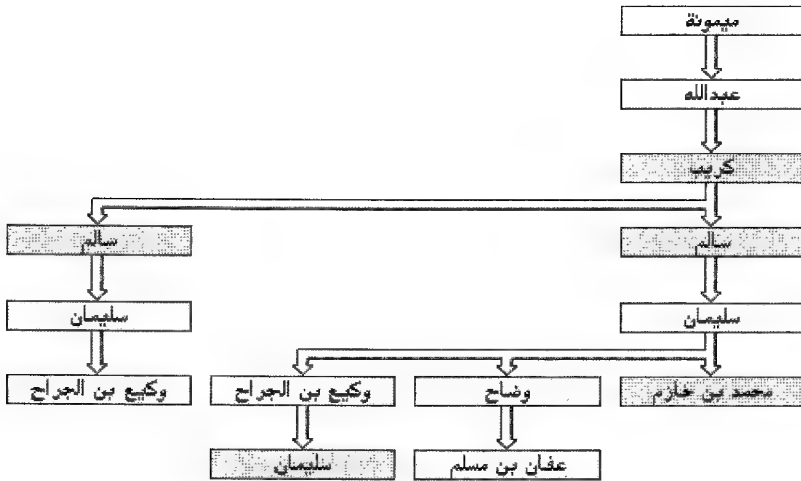 ميمونة
عبدالله
كريب
سالم
سالم
سليمان
سليمان
محمد بن خازم
وضاح
وكيع بن الجراح
وكيع بن الجراح
عفان بن مسلم
سليمان